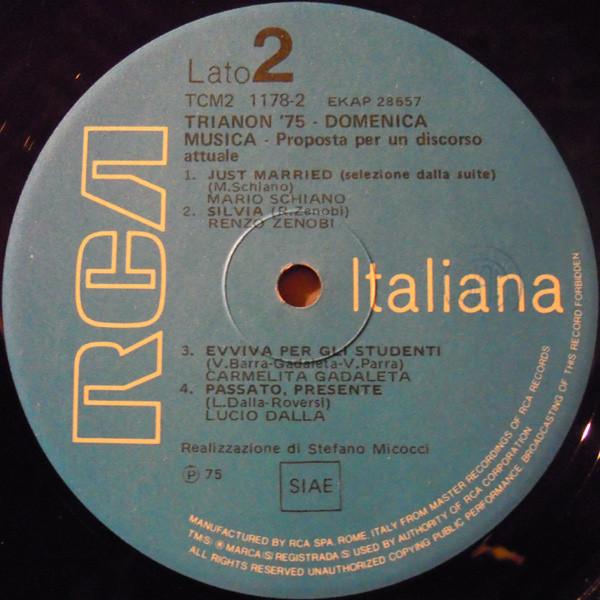 Lato 2
TCM2 1178-2 EKAP 28657
TRIANON '75 - DOMENICA
MUSICA - Proposta per un discorso
attuale
1. JUST MARRIED (selezione dalla suite)
(M.Schiano)
MARIO SCHIANO
2. SILVIA (R.Zenobi)
RENZO ZENOBI
RCA Italiana
3. EVVIVA PER GLI STUDENTI
(V.Barra-Gadaleta-V.Parra)
CARMELITA GADALETA
4. PASSATO, PRESENTE
(L.Dalla-Roversi)
LUCIO DALLA
Realizzazione di Stefano Micocci
Ⓟ 75
SIAE
MANUFACTURED BY RCA SPA. ROME, ITALY FROM MASTER RECORDINGS OF RCA RECORDS
TM(S) ® MARCA(S) REGISTRADA(S) USED BY AUTHORITY OF RCA CORPORATION
ALL RIGHTS RESERVED UNAUTHORIZED COPYING PUBLIC PERFORMANCE BROADCASTING OF THIS RECORD FORBIDDEN